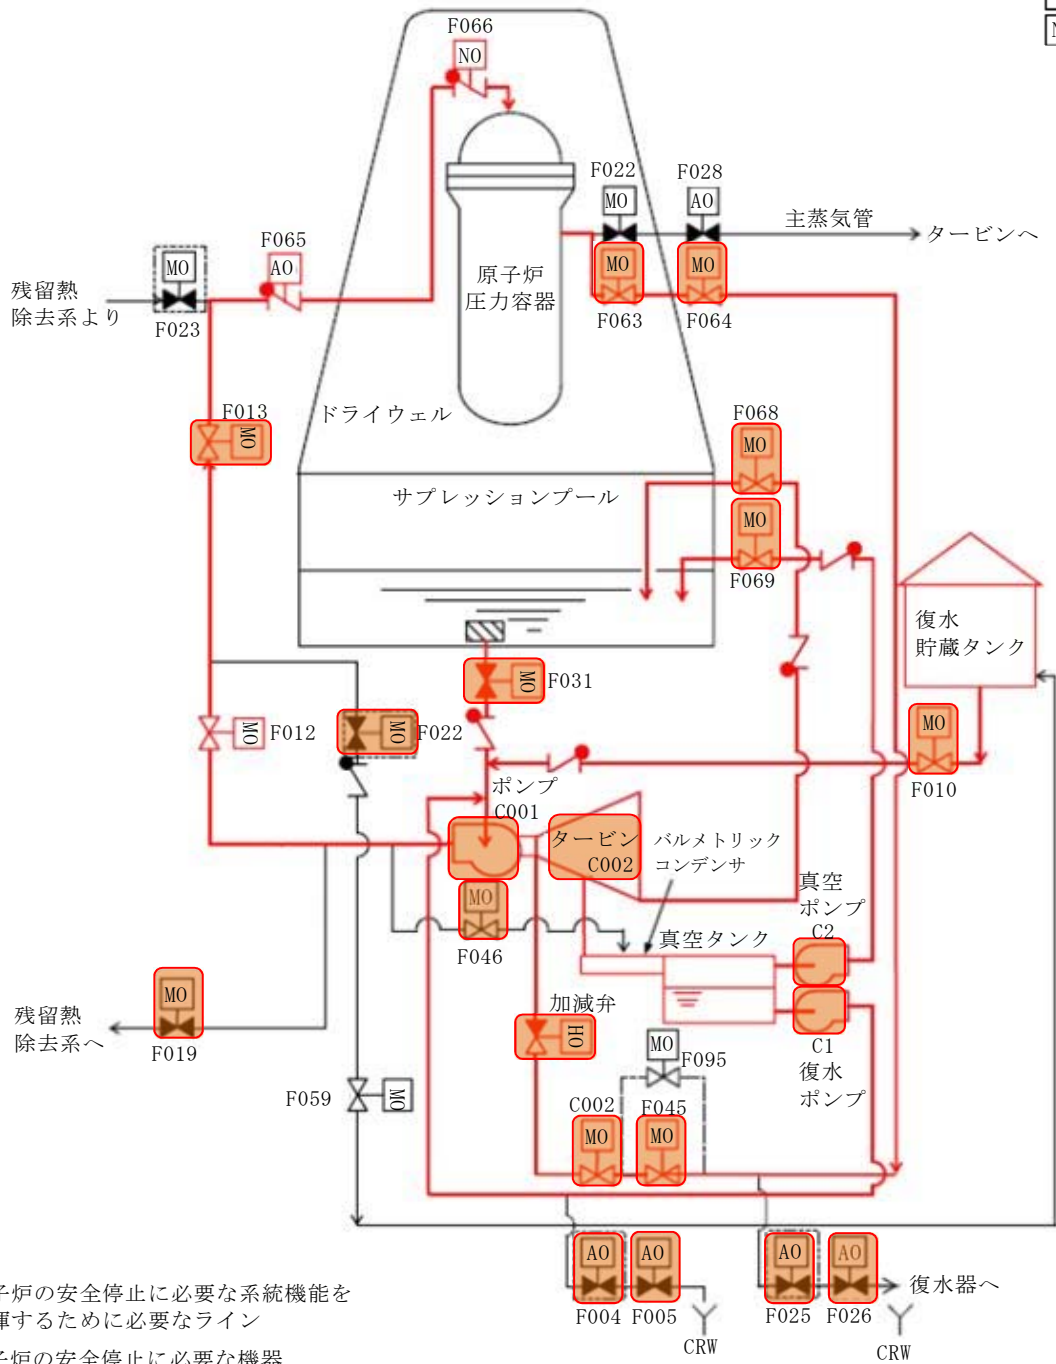 F066
NO
N
F022
F028
MO
AO
主蒸気管
タービンへ
F065
AO
MO
残留熱
除去系より
F023
原子炉
圧力容器
MO
MO
F063
F064
F013
MO
ドライウェル
F068
MO
サプレッションプール
MO
F069
復水
貯蔵タンク
MO
F031
MO
F012
MO
F022
MO
F010
ポンプ
C001
タービン
C002
バルメトリック
コンデンサ
真空
ポンプ
C2
MO
F046
真空タンク
MO
残留熱
除去系へ
F019
加減弁
HO
C1
復水
ポンプ
MO
F095
F059
MO
C002
F045
MO
MO
AO
AO
F004
F005
CRW
AO
AO
F025
F026
復水器へ
CRW
子炉の安全停止に必要な系統機能を
揮するために必要なライン
子炉の安全停止に必要な機器